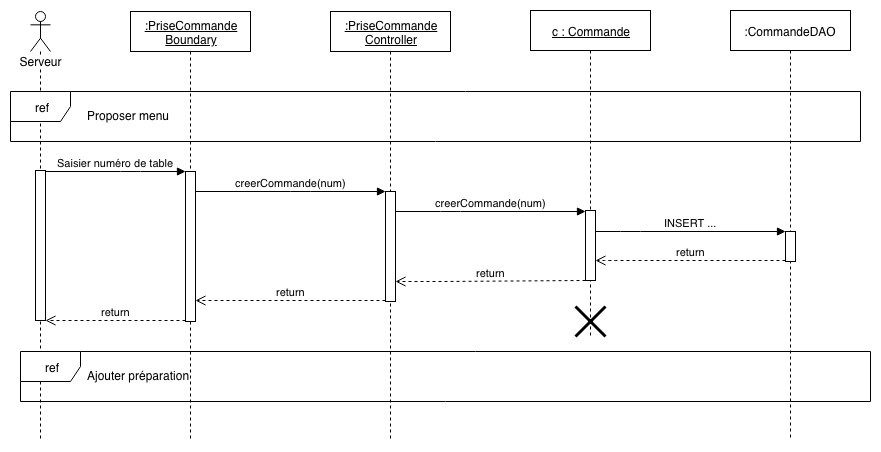 :PriseCommande
Boundary
:PriseCommande
Controller
c : Commande
:CommandeDAO
Serveur
ref
Proposer menu
Saisier numéro de table
creerCommande(num)
creerCommande(num)
INSERT ...
return
return
return
return
ref
Ajouter préparation